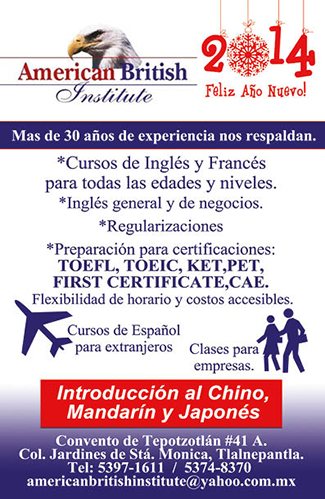 American British
Institute
2014
Feliz Año Nuevo!
Mas de 30 años de experiencia nos respaldan.
*Cursos de Inglés y Francés
para todas las edades y niveles.
*Inglés general y de negocios.
*Regularizaciones
*Preparación para certificaciones:
TOEFL, TOEIC, KET,PET,
FIRST CERTIFICATE,CAE.
Flexibilidad de horario y costos accesibles.
Cursos de Español
para extranjeros
Clases para
empresas.
Introducción al Chino,
Mandarín y Japonés
Convento de Tepotzotlán #41 A.
Col. Jardines de Stá. Monica, Tlalnepantla.
Tel: 5397-1611 / 5374-8370
americanbritishinstitute@yahoo.com.mx